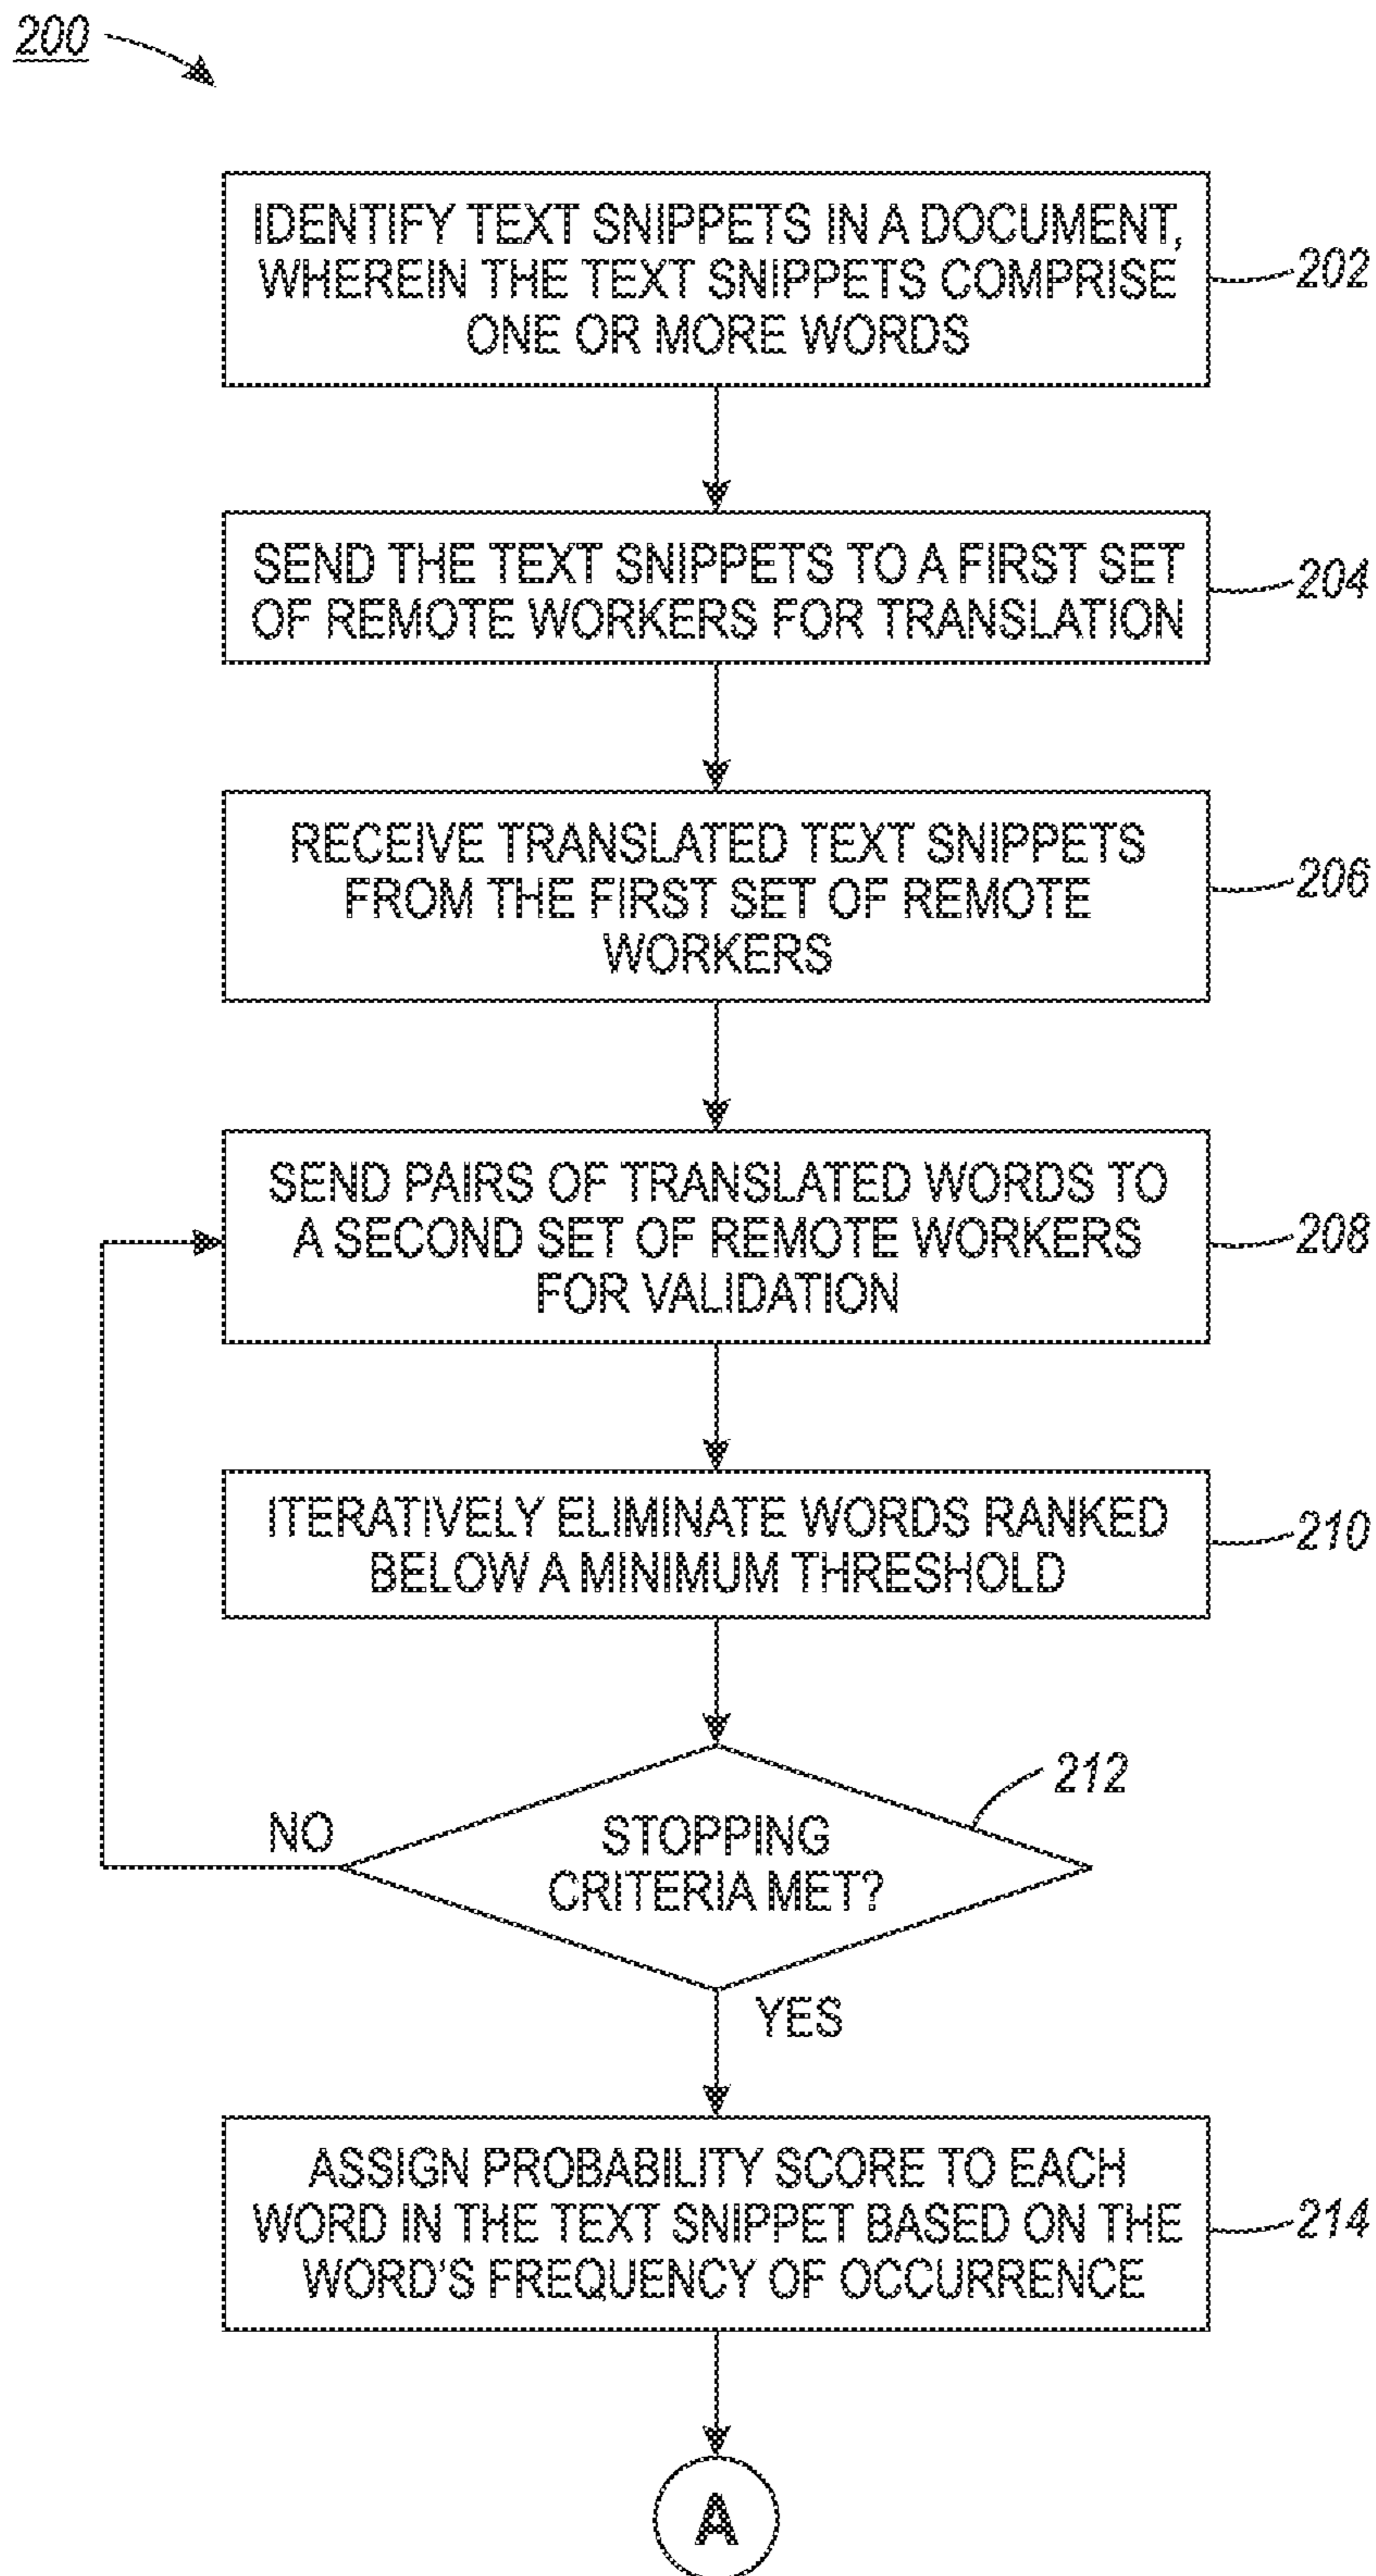 200
IDENTIFY TEXT SNIPPETS IN A DOCUMENT,
WHEREIN THE TEXT SNIPPETS COMPRISE
ONE OR MORE WORDS
202
SEND THE TEXT SNIPPETS TO A FIRST SET
OF REMOTE WORKERS FOR TRANSLATION
204
RECEIVE TRANSLATED TEXT SNIPPETS
FROM THE FIRST SET OF REMOTE
WORKERS
206
SEND PAIRS OF TRANSLATED WORDS TO
A SECOND SET OF REMOTE WORKERS
FOR VALIDATION
208
ITERATIVELY ELIMINATE WORDS RANKED
BELOW A MINIMUM THRESHOLD
210
212
NO
STOPPING
CRITERIA MET?
YES
ASSIGN PROBABILITY SCORE TO EACH
WORD IN THE TEXT SNIPPET BASED ON THE
WORD'S FREQUENCY OF OCCURRENCE
214
A